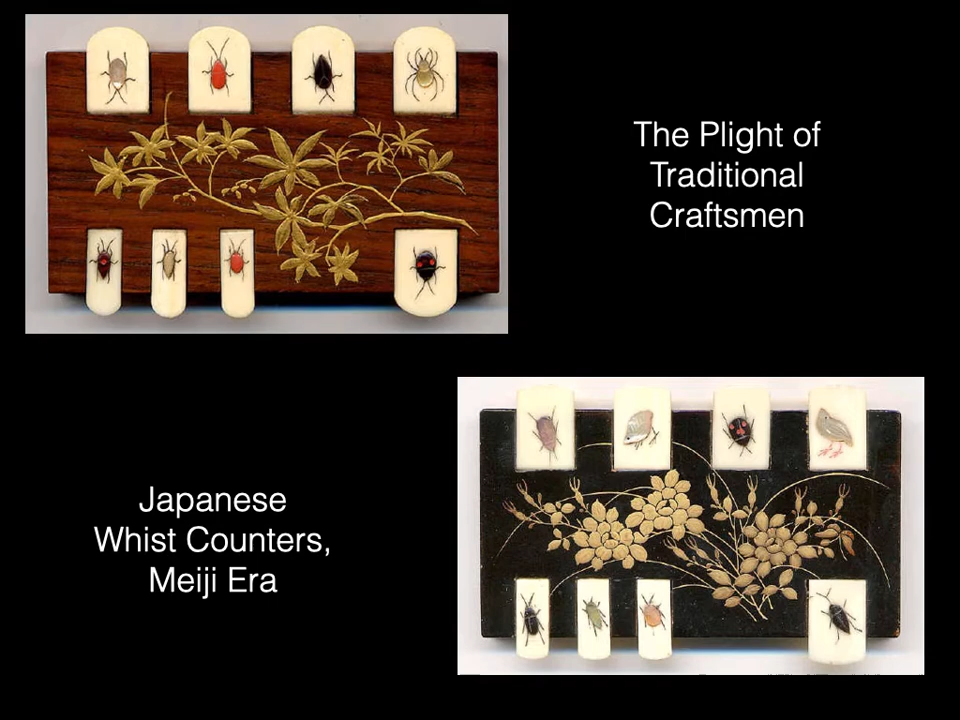 The Plight of
Traditional
Craftsmen
Japanese
Whist Counters,
Meiji Era